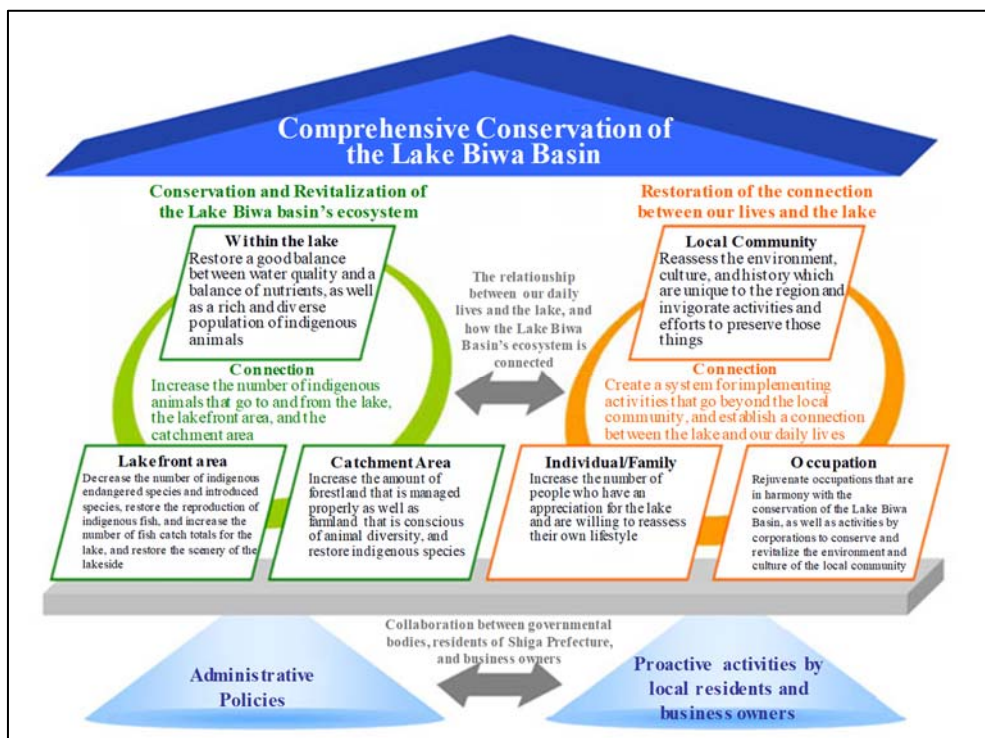 Comprehensive Conservation of
the Lake Biwa Basin
Conservation and Revitalization of
the Lake Biwa basin's ecosystem
Within the lake
Restore a good balance
between water quality and a
balance of nutrients, as well
as a rich and diverse
population of indigenous
animals
Connection
Increase the number of indigenous
animals that go to and from the lake,
the lakefront area, and the
catchment area
Lakefront area
Decrease the number of indigenous
endangered species and introduced
species, restore the reproduction of
indigenous fish, and increase the
number of fish catch totals for the
lake, and restore the scenery of the
lakeside
Catchment Area
Increase the amount of
forestland that is managed
properly as well as
farmland that is conscious
of animal diversity, and
restore indigenous species
The relationship
between our daily
lives and the lake, and
how the Lake Biwa
Basin's ecosystem is
connected
Restoration of the connection
between our lives and the lake
Local Community
Reassess the environment,
culture, and history which
are unique to the region and
invigorate activities and
efforts to preserve those
things
Connection
Create a system for implementing
activities that go beyond the local
community, and establish a connection
between the lake and our daily lives
Individual/Family
Increase the number of
people who have an
appreciation for the lake
and are willing to reassess
their own lifestyle
Occupation
Rejuvenate occupations that are
in harmony with the
conservation of the Lake Biwa
Basin, as well as activities by
corporations to conserve and
revitalize the environment and
culture of the local community
Collaboration between governmental
bodies, residents of Shiga Prefecture,
and business owners
Administrative
Policies
Proactive activities by
local residents and
business owners